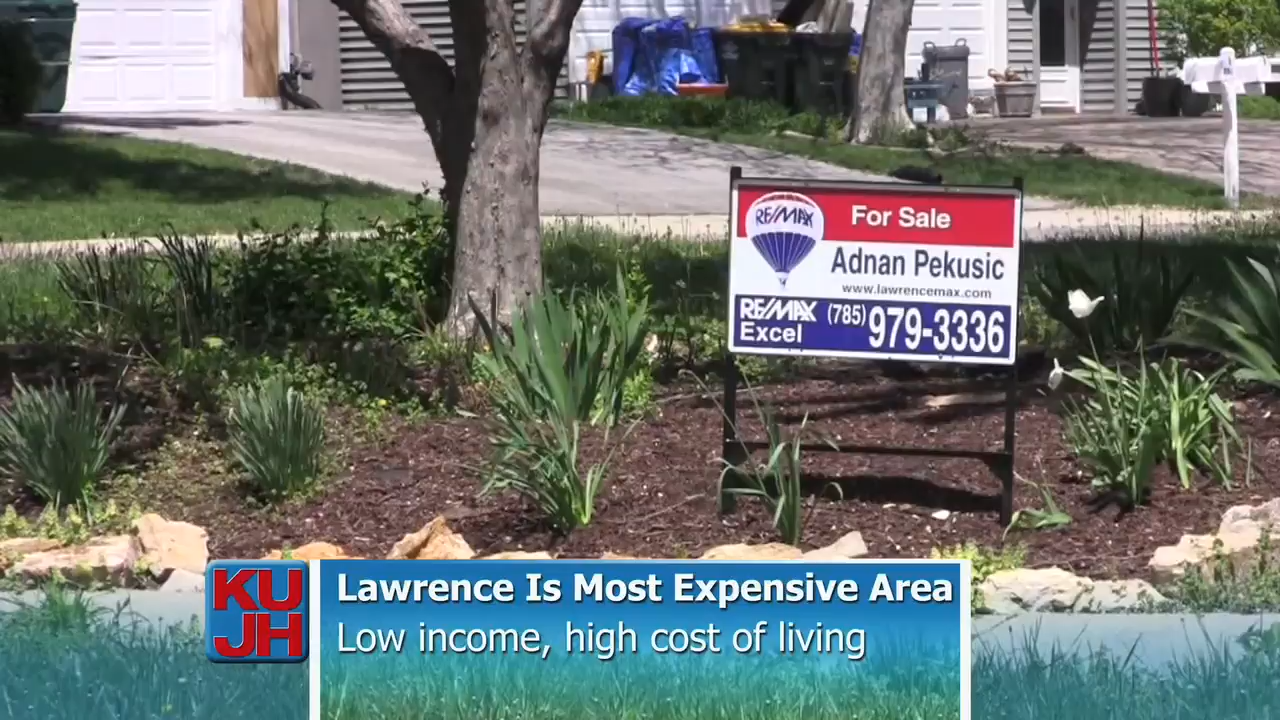 RE/MAX
For Sale
Adnan Pekusic
www.lawrencemax.com
RE/MAX
Excel
(785) 979-3336
KU
JH
Lawrence Is Most Expensive Area
Low income, high cost of living